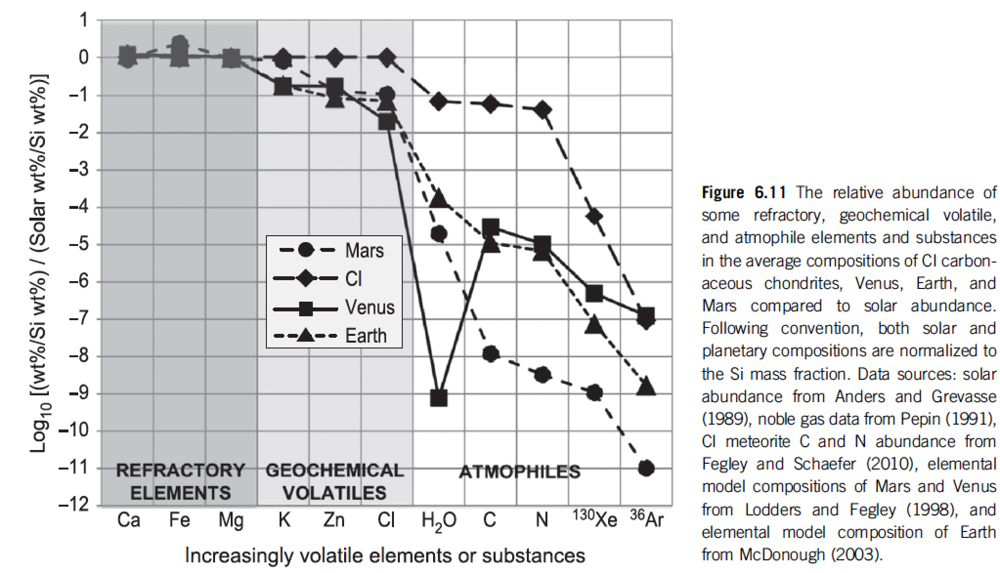 1
0
–1
–2
–3
–4
–5
–6
–7
–8
–9
–10
–11
–12
Log10 [(wt%/Si wt%) / (Solar wt%/Si wt%)]
Mars
CI
Venus
Earth
REFRACTORY
ELEMENTS
GEOCHEMICAL
VOLATILES
ATMOPHILES
Ca Fe Mg K Zn Cl H2O C N 130Xe 36Ar
Increasingly volatile elements or substances
Figure 6.11 The relative abundance of
some refractory, geochemical volatile,
and atmophile elements and substances
in the average compositions of CI carbon-
aceous chondrites, Venus, Earth, and
Mars compared to solar abundance.
Following convention, both solar and
planetary compositions are normalized to
the Si mass fraction. Data sources: solar
abundance from Anders and Grevasse
(1989), noble gas data from Pepin (1991),
CI meteorite C and N abundance from
Fegley and Schaefer (2010), elemental
model compositions of Mars and Venus
from Lodders and Fegley (1998), and
elemental model composition of Earth
from McDonough (2003).